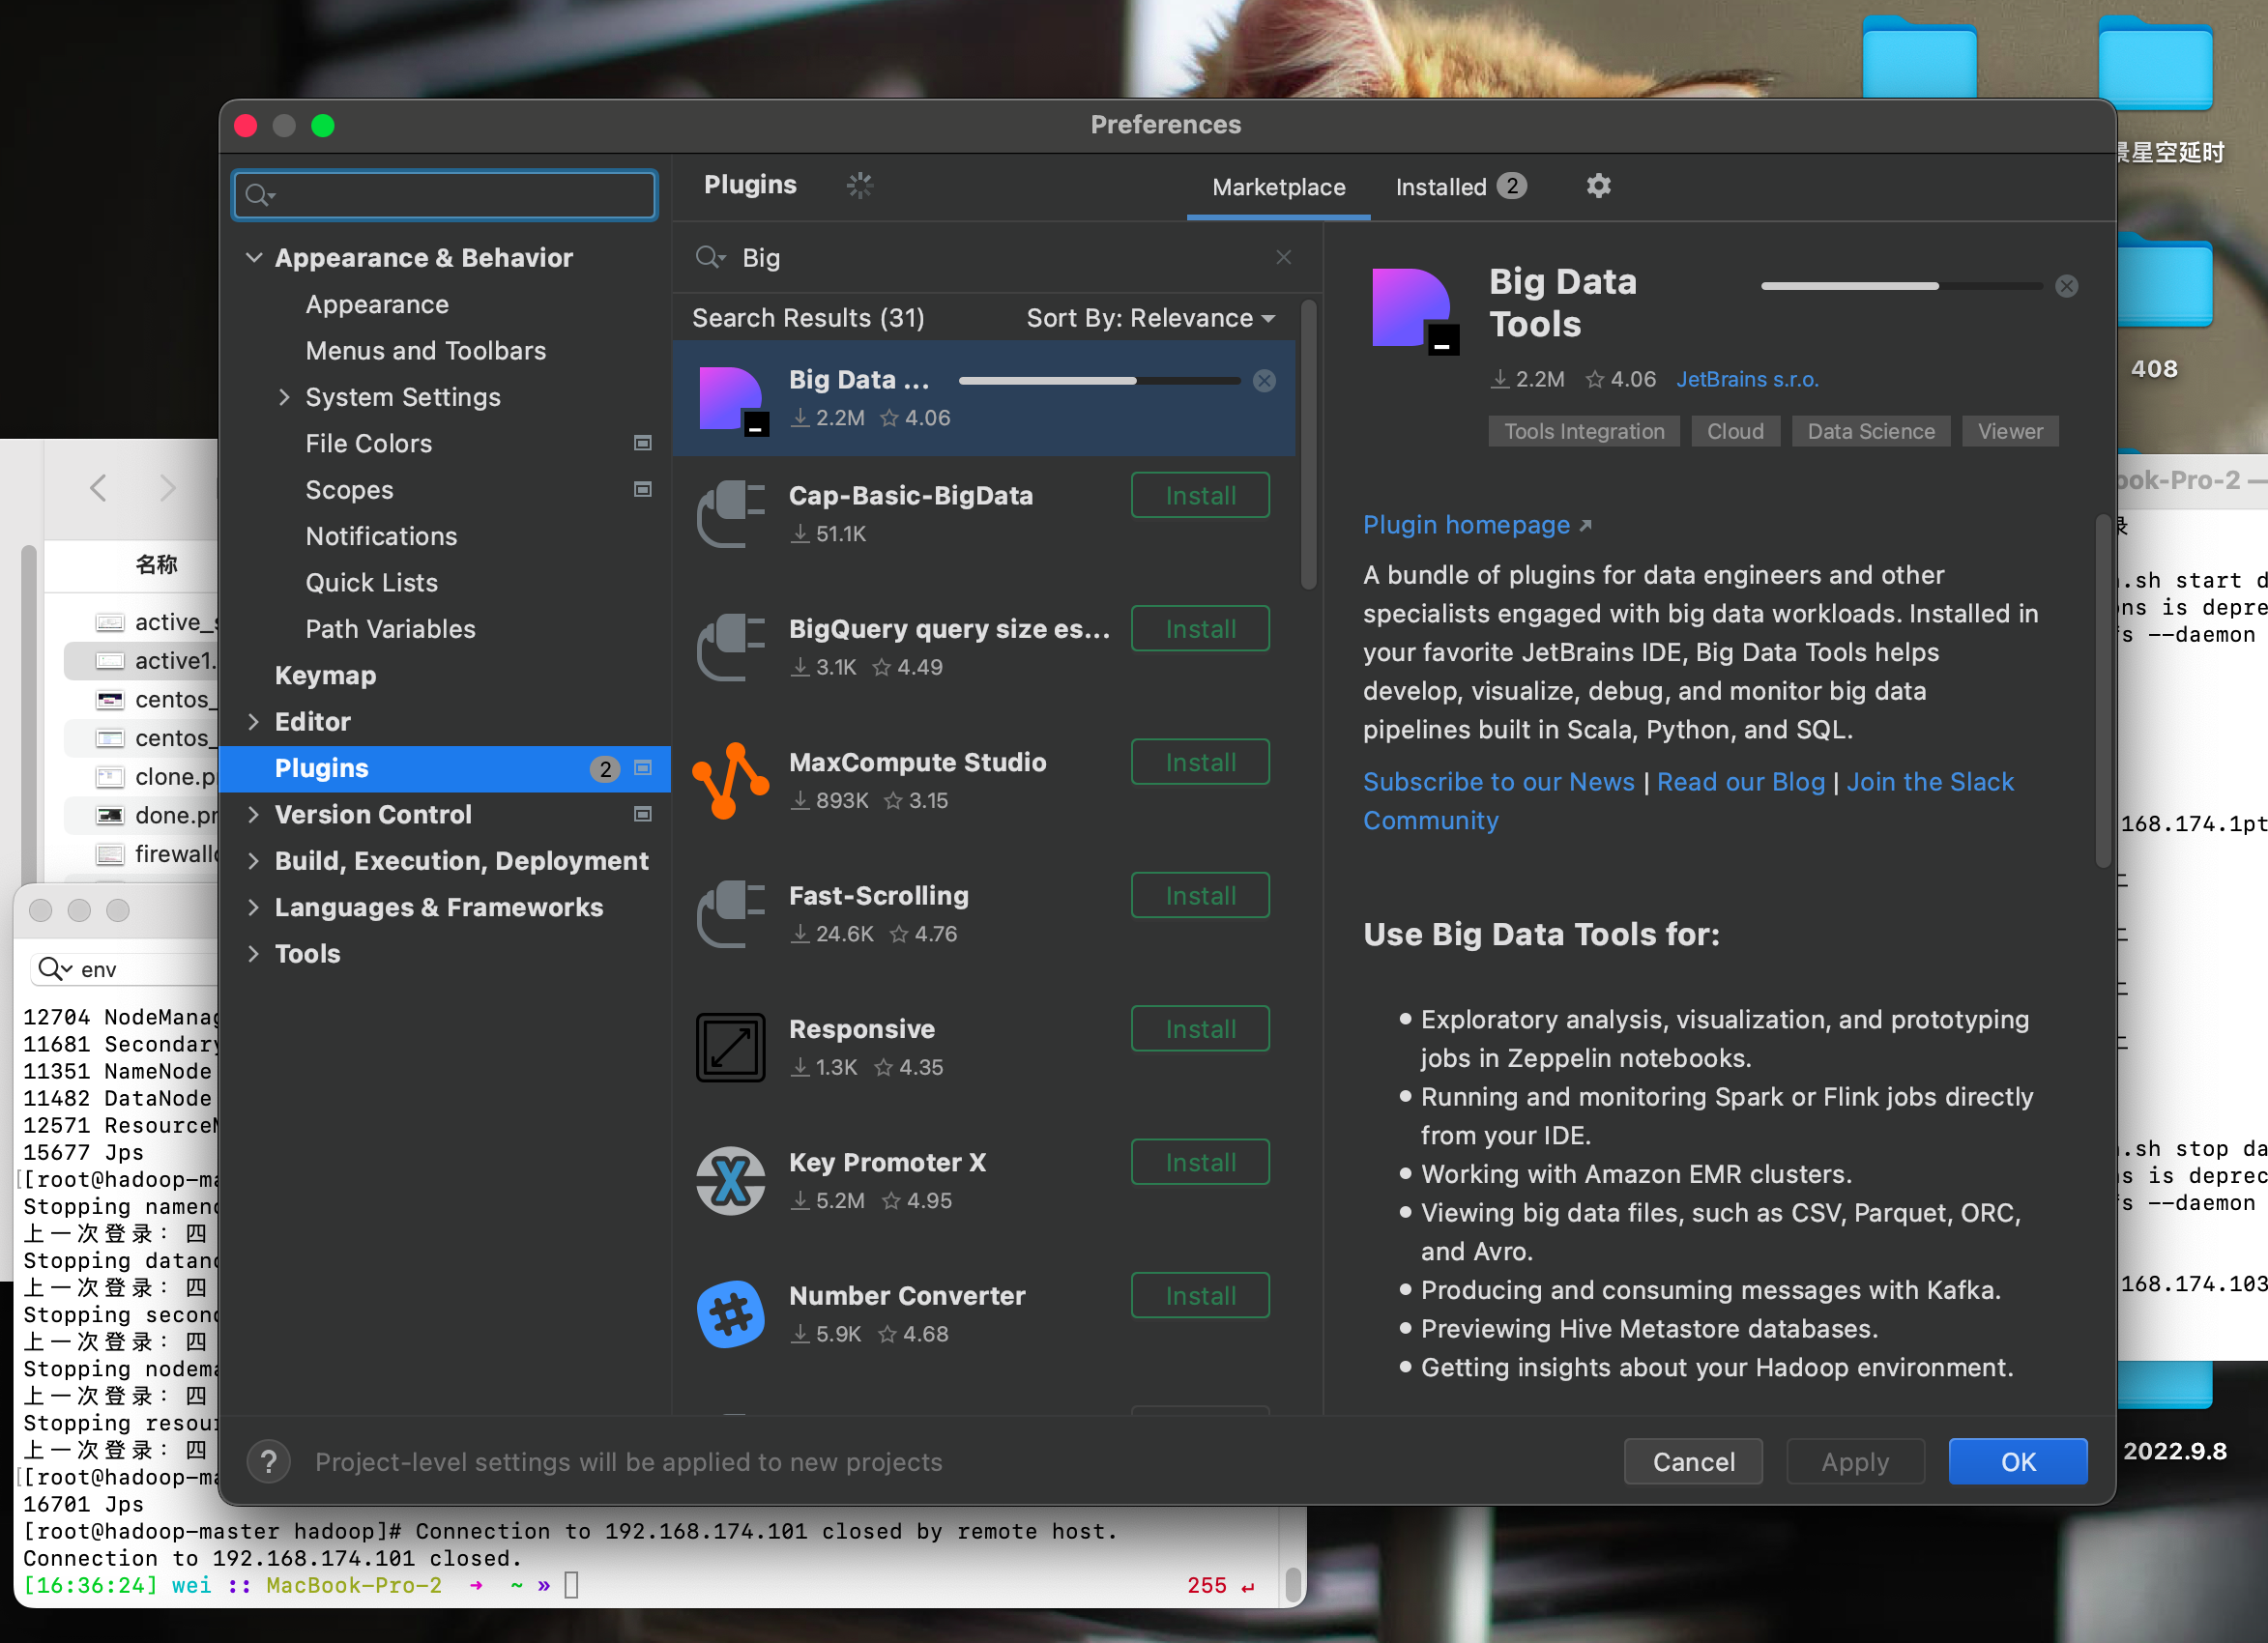 景星空延时
408
2022.9.8
Preferences
Appearance & Behavior
Appearance
Menus and Toolbars
System Settings
File Colors
Scopes
Notifications
Quick Lists
Path Variables
Keymap
Editor
Plugins 2
Version Control
Build, Execution, Deployment
Languages & Frameworks
Tools
Plugins
Marketplace
Installed 2
Big
Search Results (31)
Sort By: Relevance
Big Data ...
2.2M 4.06
Cap-Basic-BigData
Install
51.1K
BigQuery query size es...
Install
3.1K 4.49
MaxCompute Studio
Install
893K 3.15
Fast-Scrolling
Install
24.6K 4.76
Responsive
Install
1.3K 4.35
Key Promoter X
Install
5.2M 4.95
Number Converter
Install
5.9K 4.68
Big Data
Tools
2.2M 4.06 JetBrains s.r.o.
Tools Integration Cloud Data Science Viewer
Plugin homepage ↗
A bundle of plugins for data engineers and other
specialists engaged with big data workloads. Installed in
your favorite JetBrains IDE, Big Data Tools helps
develop, visualize, debug, and monitor big data
pipelines built in Scala, Python, and SQL.
Subscribe to our News | Read our Blog | Join the Slack
Community
Use Big Data Tools for:
• Exploratory analysis, visualization, and prototyping
jobs in Zeppelin notebooks.
• Running and monitoring Spark or Flink jobs directly
from your IDE.
• Working with Amazon EMR clusters.
• Viewing big data files, such as CSV, Parquet, ORC,
and Avro.
• Producing and consuming messages with Kafka.
• Previewing Hive Metastore databases.
• Getting insights about your Hadoop environment.
? Project-level settings will be applied to new projects
Cancel
Apply
OK
名称
active_s
active1.
centos_
centos_
clone.p
done.pr
firewallc
env
12704 NodeManag
11681 Secondary
11351 NameNode
11482 DataNode
12571 ResourceM
15677 Jps
[[root@hadoop-ma
Stopping nameno
上一次登录: 四
Stopping datano
上一次登录: 四
Stopping second
上一次登录: 四
Stopping nodema
上一次登录: 四
Stopping resour
上一次登录: 四
[[root@hadoop-ma
16701 Jps
[root@hadoop-master hadoop]# Connection to 192.168.174.101 closed by remote host.
Connection to 192.168.174.101 closed.
[16:36:24] wei :: MacBook-Pro-2 → ~ » 255 ↵
ook-Pro-2 —
录
.sh start d
ns is depre
fs --daemon
168.174.1pt
.sh stop da
s is deprec
fs --daemon
168.174.103